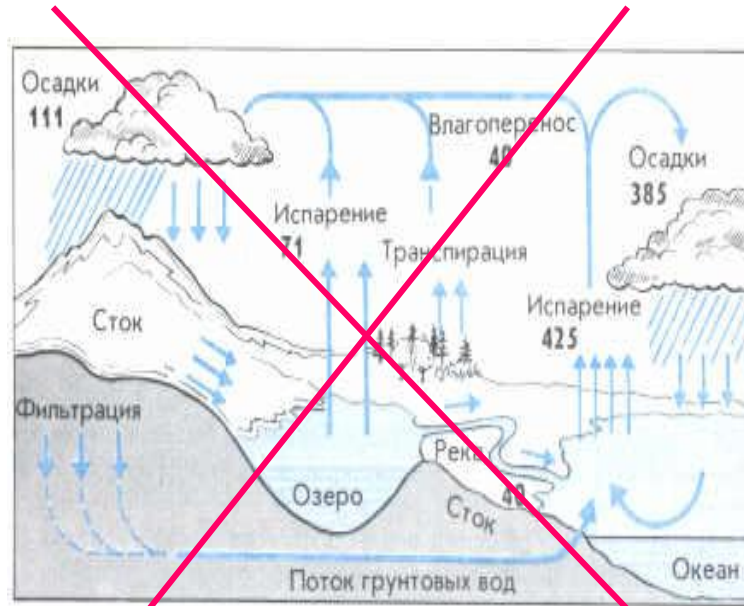 Осадки
111
Влагоперенос
40
Осадки
385
Испарение
71
Транспирация
Испарение
425
Сток
Фильтрация
Река
Озеро
40
Сток
Океан
Поток грунтовых вод